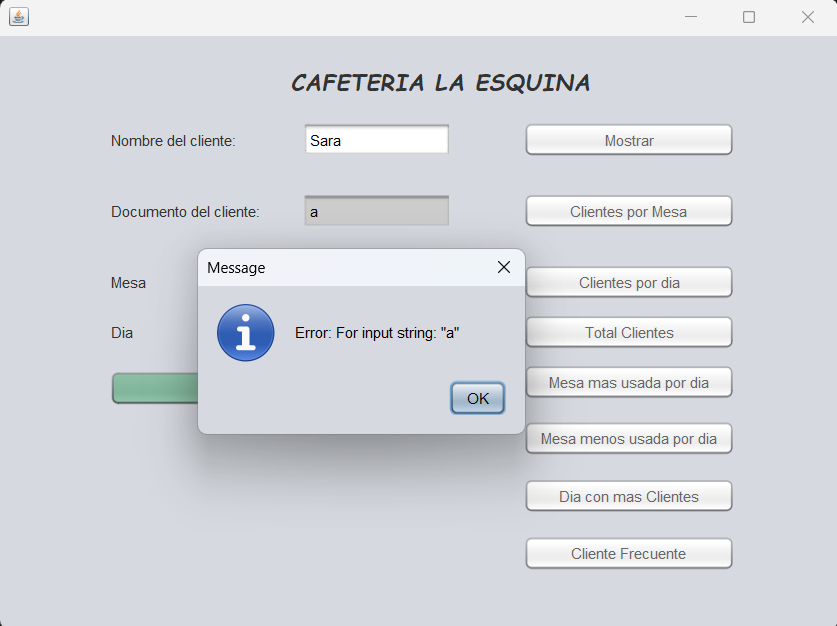 CAFETERIA LA ESQUINA
Nombre del cliente:
Sara
Mostrar
Documento del cliente:
a
Clientes por Mesa
Mesa
Clientes por dia
Dia
Total Clientes
Mesa mas usada por dia
Mesa menos usada por dia
Dia con mas Clientes
Cliente Frecuente
Message
Error: For input string: "a"
OK